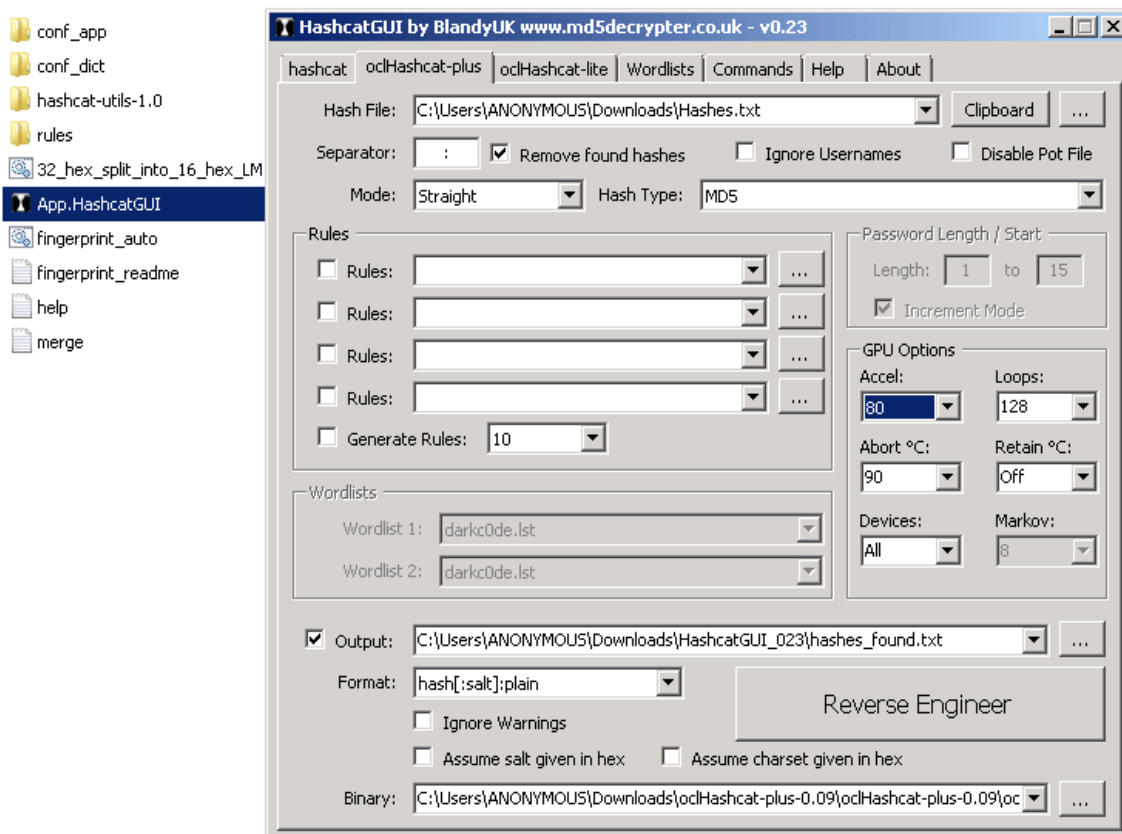 conf_app
conf_dict
hashcat-utils-1.0
rules
32_hex_split_into_16_hex_LM
App.HashcatGUI
fingerprint_auto
fingerprint_readme
help
merge
HashcatGUI by BlandyUK www.md5decrypter.co.uk - v0.23
hashcat oclHashcat-plus oclHashcat-lite Wordlists Commands Help About
Hash File: C:\Users\ANONYMOUS\Downloads\Hashes.txt Clipboard ...
Separator: : Remove found hashes Ignore Usernames Disable Pot File
Mode: Straight Hash Type: MD5
Rules
Rules: ...
Rules: ...
Rules: ...
Rules: ...
Generate Rules: 10
Password Length / Start
Length: 1 to 15
Increment Mode
GPU Options
Accel: Loops:
80 128
Abort °C: Retain °C:
90 Off
Devices: Markov:
All 8
Wordlists
Wordlist 1: darkc0de.lst
Wordlist 2: darkc0de.lst
Output: C:\Users\ANONYMOUS\Downloads\HashcatGUI_023\hashes_found.txt ...
Format: hash[:salt]:plain
Reverse Engineer
Ignore Warnings
Assume salt given in hex Assume charset given in hex
Binary: C:\Users\ANONYMOUS\Downloads\oclHashcat-plus-0.09\oclHashcat-plus-0.09\oc ...